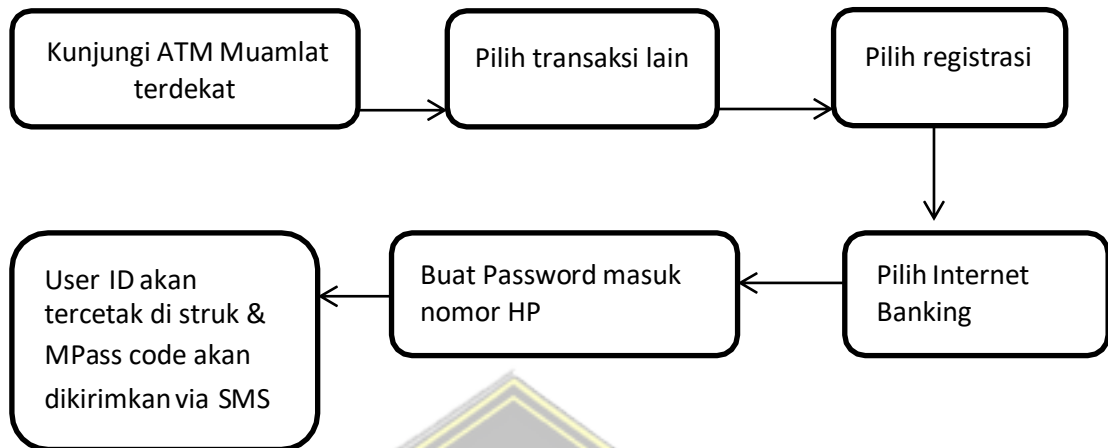 Kunjungi ATM Muamlat
terdekat
Pilih transaksi lain
Pilih registrasi
Pilih Internet
Banking
Buat Password masuk
nomor HP
User ID akan
tercetak di struk &
MPass code akan
dikirimkan via SMS